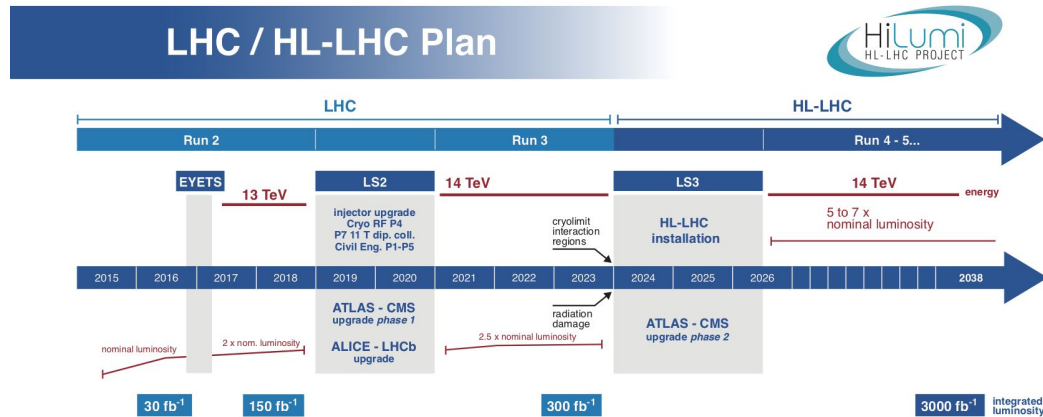 LHC / HL-LHC Plan
HiLumi
HL-LHC PROJECT
LHC
HL-LHC
Run 2
Run 3
Run 4 - 5...
EYETS
13 TeV
LS2
14 TeV
LS3
14 TeV
energy
injector upgrade
Cryo RF P4
P7 11 T dip. coll.
Civil Eng. P1-P5
cryolimit
interaction
regions
HL-LHC
installation
5 to 7 x
nominal luminosity
2015 2016 2017 2018 2019 2020 2021 2022 2023 2024 2025 2026 2038
radiation
damage
ATLAS - CMS
upgrade phase 1
ALICE - LHCb
upgrade
ATLAS - CMS
upgrade phase 2
nominal luminosity
2 x nom. luminosity
2.5 x nominal luminosity
30 fb⁻¹
150 fb⁻¹
300 fb⁻¹
3000 fb⁻¹
integrated
luminosity